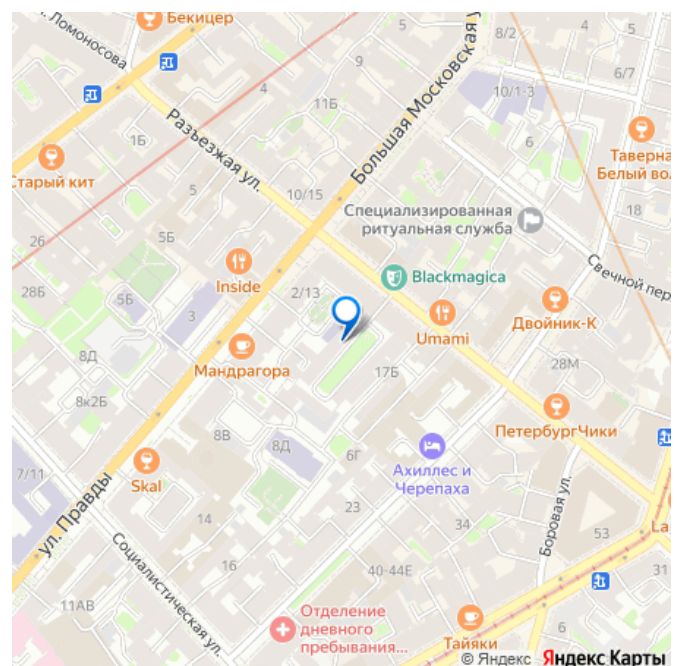 Бекицер
. Ломоносова
8/2
4
9
11Б
10/1-3
6/7
Большая Московская у
Разъезжая ул.
1Б
Таверна
Белый вол
Старый кит
5
10/15
Специализированная
ритуальная служба
18
26
5Б
Свечной пер
Inside
Blackmagica
28Б
5Б
3
2/13
Umami
Двойник-К
8Д
Мандрагора
17Б
28М
8к2Б
ПетербургЧики
8В
8Д
6Г
Ахиллес и
Черепаха
7/11
Skal
ул. Правды
23
14
34
Боровая ул.
53
La
Социалистическая ул.
16
40-44Е
31
11АВ
Отделение
дневного
пребывания...
Тайяки
6
© Яндекс Яндекс Карты